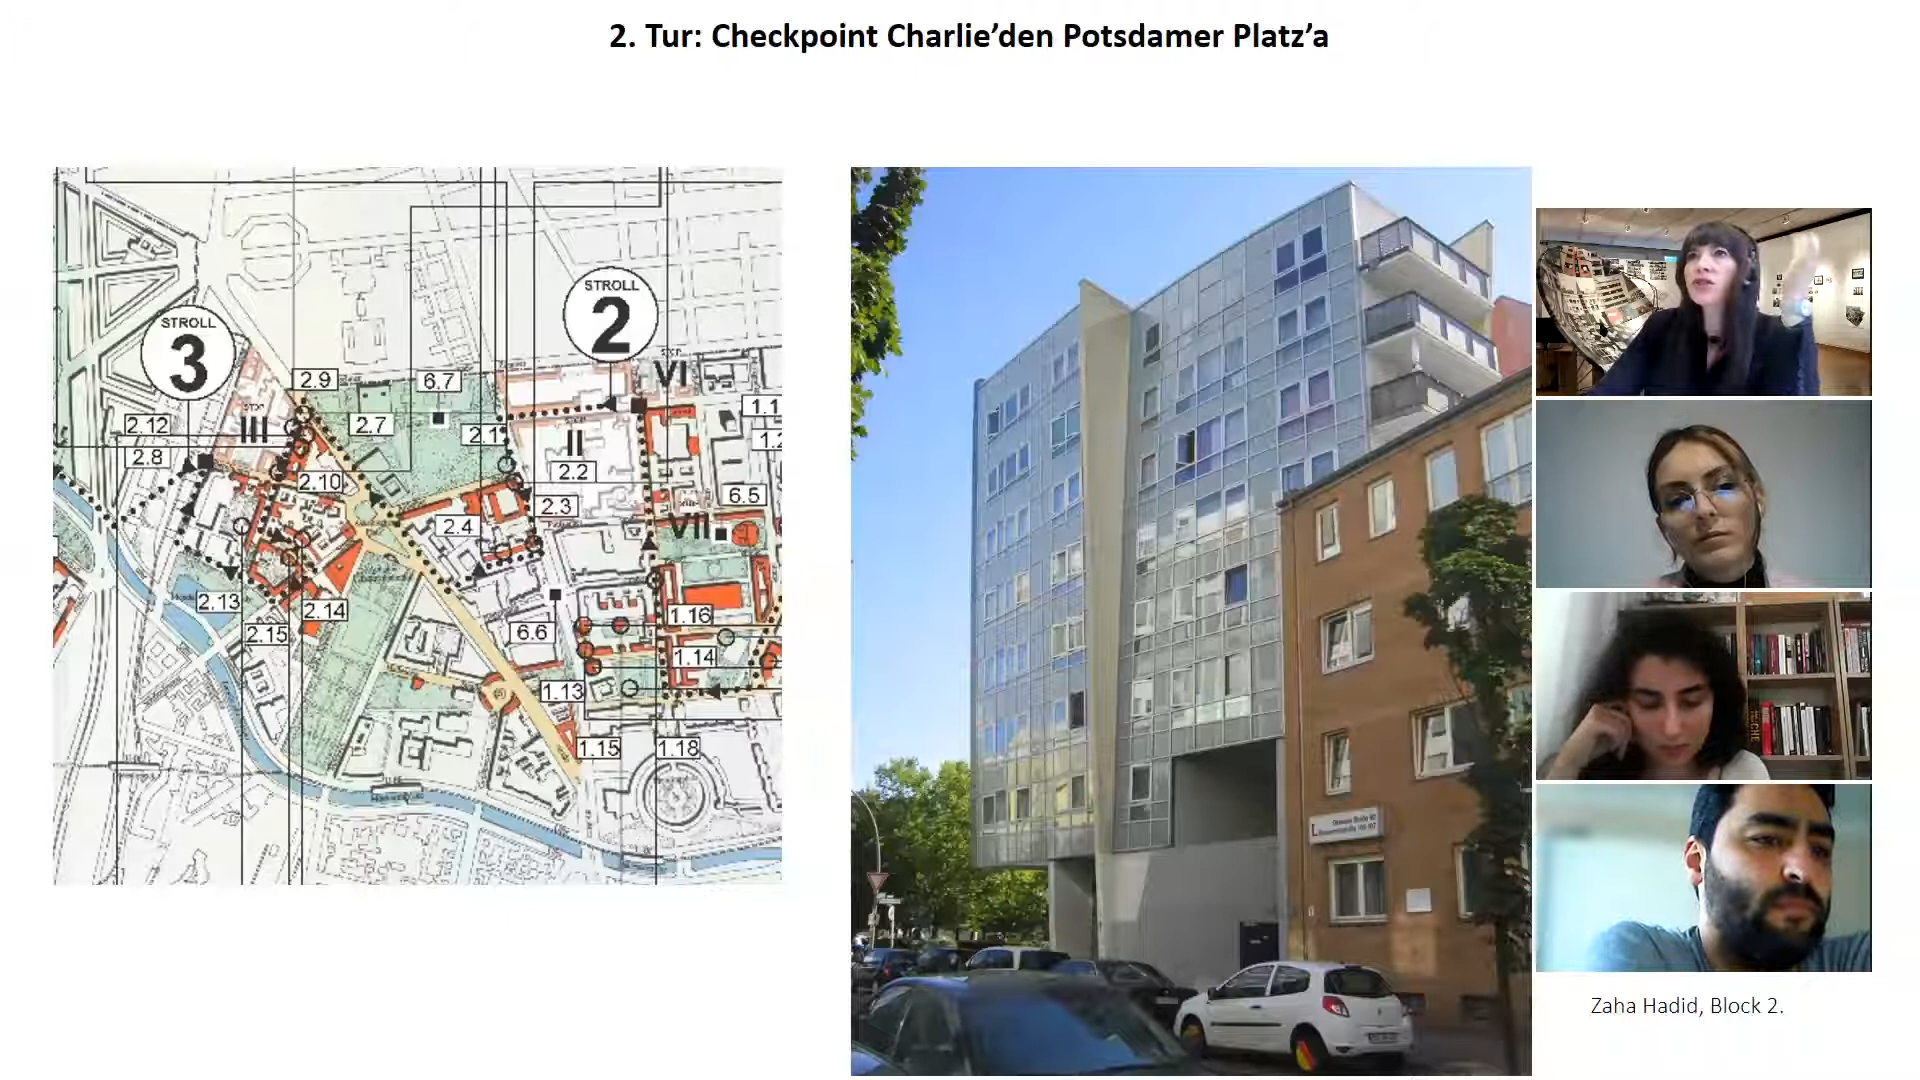 2. Tur: Checkpoint Charlie’den Potsdamer Platz’a
STROLL
2
STROLL
3
2.9
6.7
VI
1.1
2.12
III
2.7
2.1
II
1.2
2.8
2.2
2.10
2.3
6.5
2.4
VII
2.13
2.14
1.16
2.15
6.6
1.14
1.13
1.15
1.18
L
Zaha Hadid, Block 2.